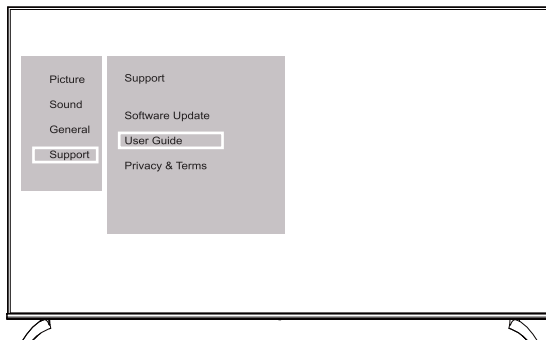 Picture
Sound
General
Support
Support
Software Update
User Guide
Privacy & Terms